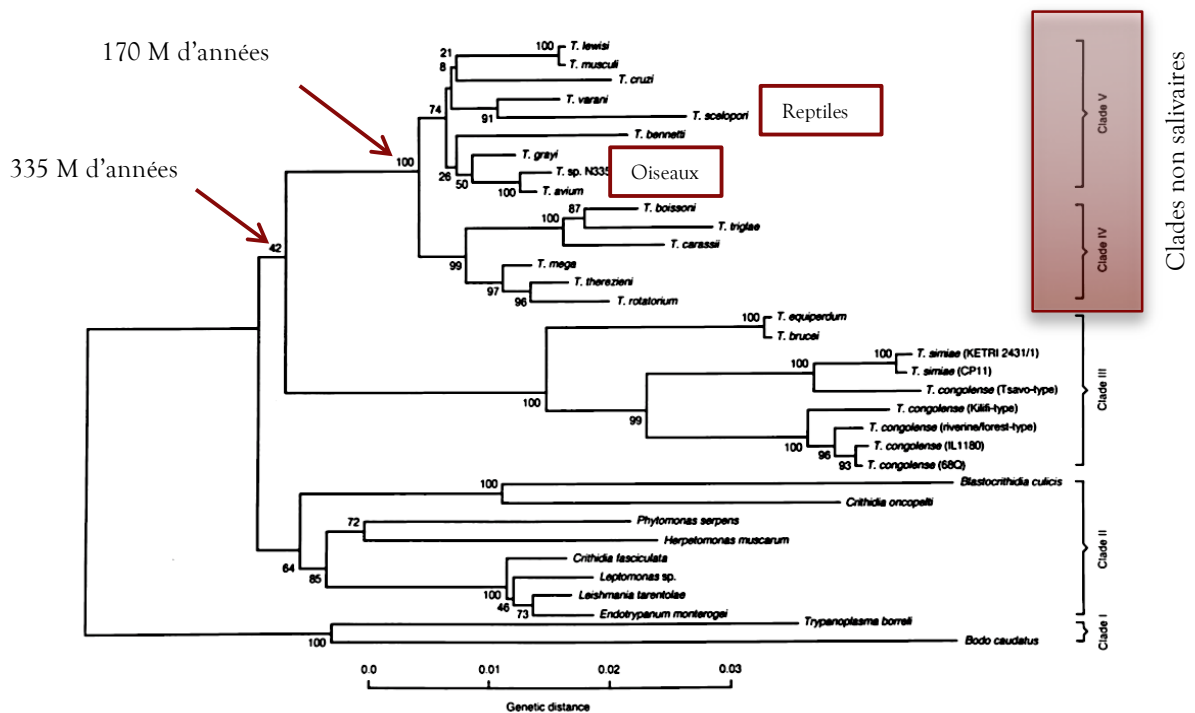 170 M d'années
335 M d'années
100
T. lewisi
T. musculi
21
8
T. cruzi
T. varani
91
T. scelopori
Reptiles
74
T. bennetti
T. grayi
26
50
T. sp. N335
100
T. avium
Oiseaux
100
42
87
T. boissoni
100
T. triglae
T. carassii
99
T. mega
97
T. therezieni
96
T. rotatorium
100
T. equiperdum
T. brucei
100
T. simiae (KETRI 2431/1)
100
T. simiae (CP11)
T. congolense (Tsavo-type)
100
99
T. congolense (Kilifi-type)
100
T. congolense (riverine/forest-type)
96
T. congolense (IL1180)
93
T. congolense (68Q)
100
Blastocrithidia culicis
Crithidia oncopelti
72
Phytomonas serpens
Herpetomonas muscarum
64
85
Crithidia fasciculata
100
Leptomonas sp.
46
Leishmania tarentolae
73
Endotrypanum monterogei
Trypanoplasma borreli
100
Bodo caudatus
Clade V
Clade IV
Clade III
Clade II
Clade I
Clades non salivaires
0.0 0.01 0.02 0.03
Genetic distance